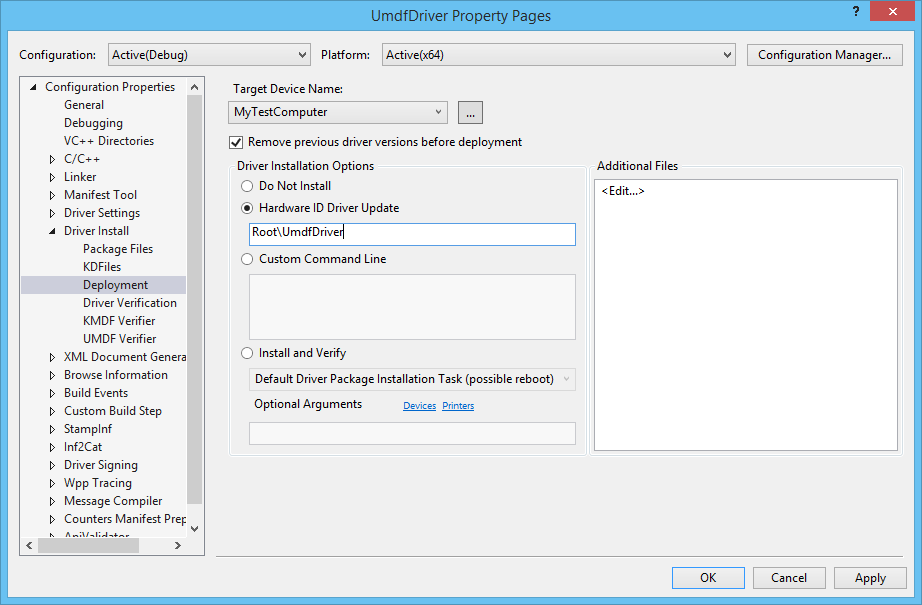 UmdfDriver Property Pages
?
Configuration: Active(Debug) Platform: Active(x64) Configuration Manager...
Configuration Properties
General
Debugging
VC++ Directories
C/C++
Linker
Manifest Tool
Driver Settings
Driver Install
Package Files
KDFiles
Deployment
Driver Verification
KMDF Verifier
UMDF Verifier
XML Document Genera
Browse Information
Build Events
Custom Build Step
StampInf
Inf2Cat
Driver Signing
Wpp Tracing
Message Compiler
Counters Manifest Prep
ApiValidator
Target Device Name:
MyTestComputer
...
Remove previous driver versions before deployment
Driver Installation Options
Do Not Install
Hardware ID Driver Update
Root\UmdfDriver
Custom Command Line
Install and Verify
Default Driver Package Installation Task (possible reboot)
Optional Arguments Devices Printers
Additional Files
<Edit...>
OK Cancel Apply